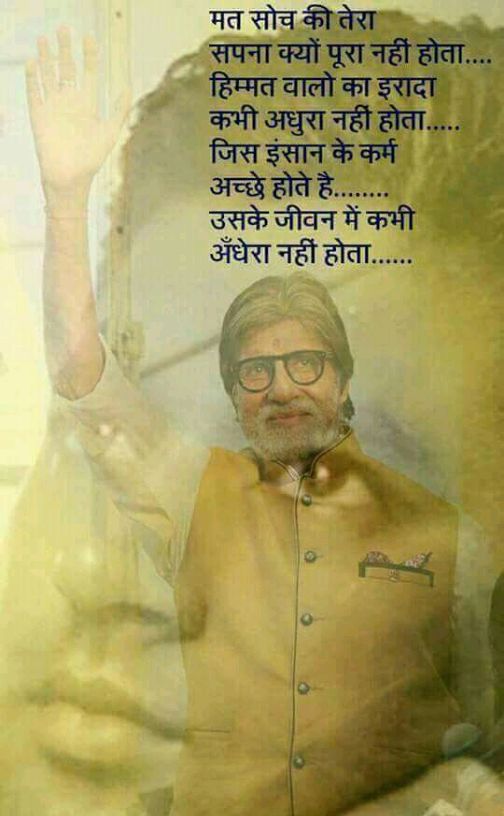 मत सोच की तेरा
सपना क्यों पूरा नहीं होता....
हिम्मत वालो का इरादा
कभी अधुरा नहीं होता.....
जिस इंसान के कर्म
अच्छे होते है........
उसके जीवन में कभी
अँधेरा नहीं होता......